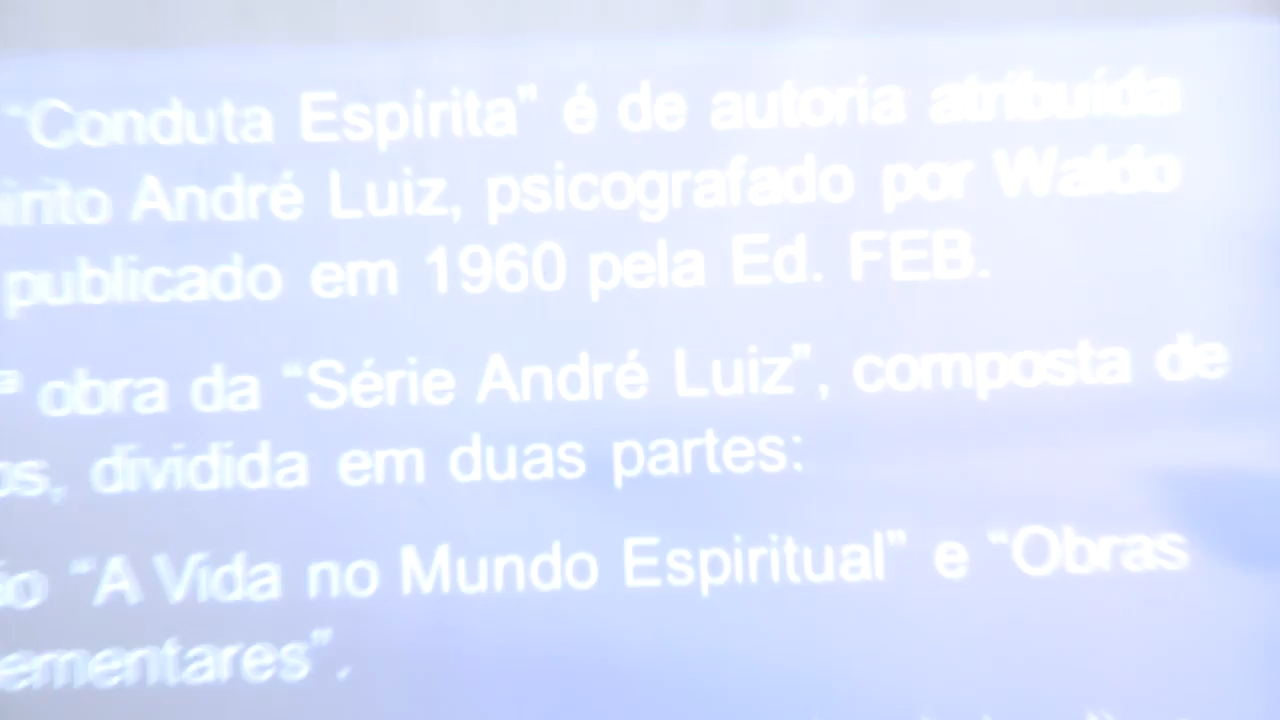 “Conduta Espírita” é de autoria atribuída
André Luiz, psicografado por Waldo
publicado em 1960 pela Ed. FEB.
obra da “Série André Luiz”, composta de
dividida em duas partes:
“A Vida no Mundo Espiritual” e “Obras